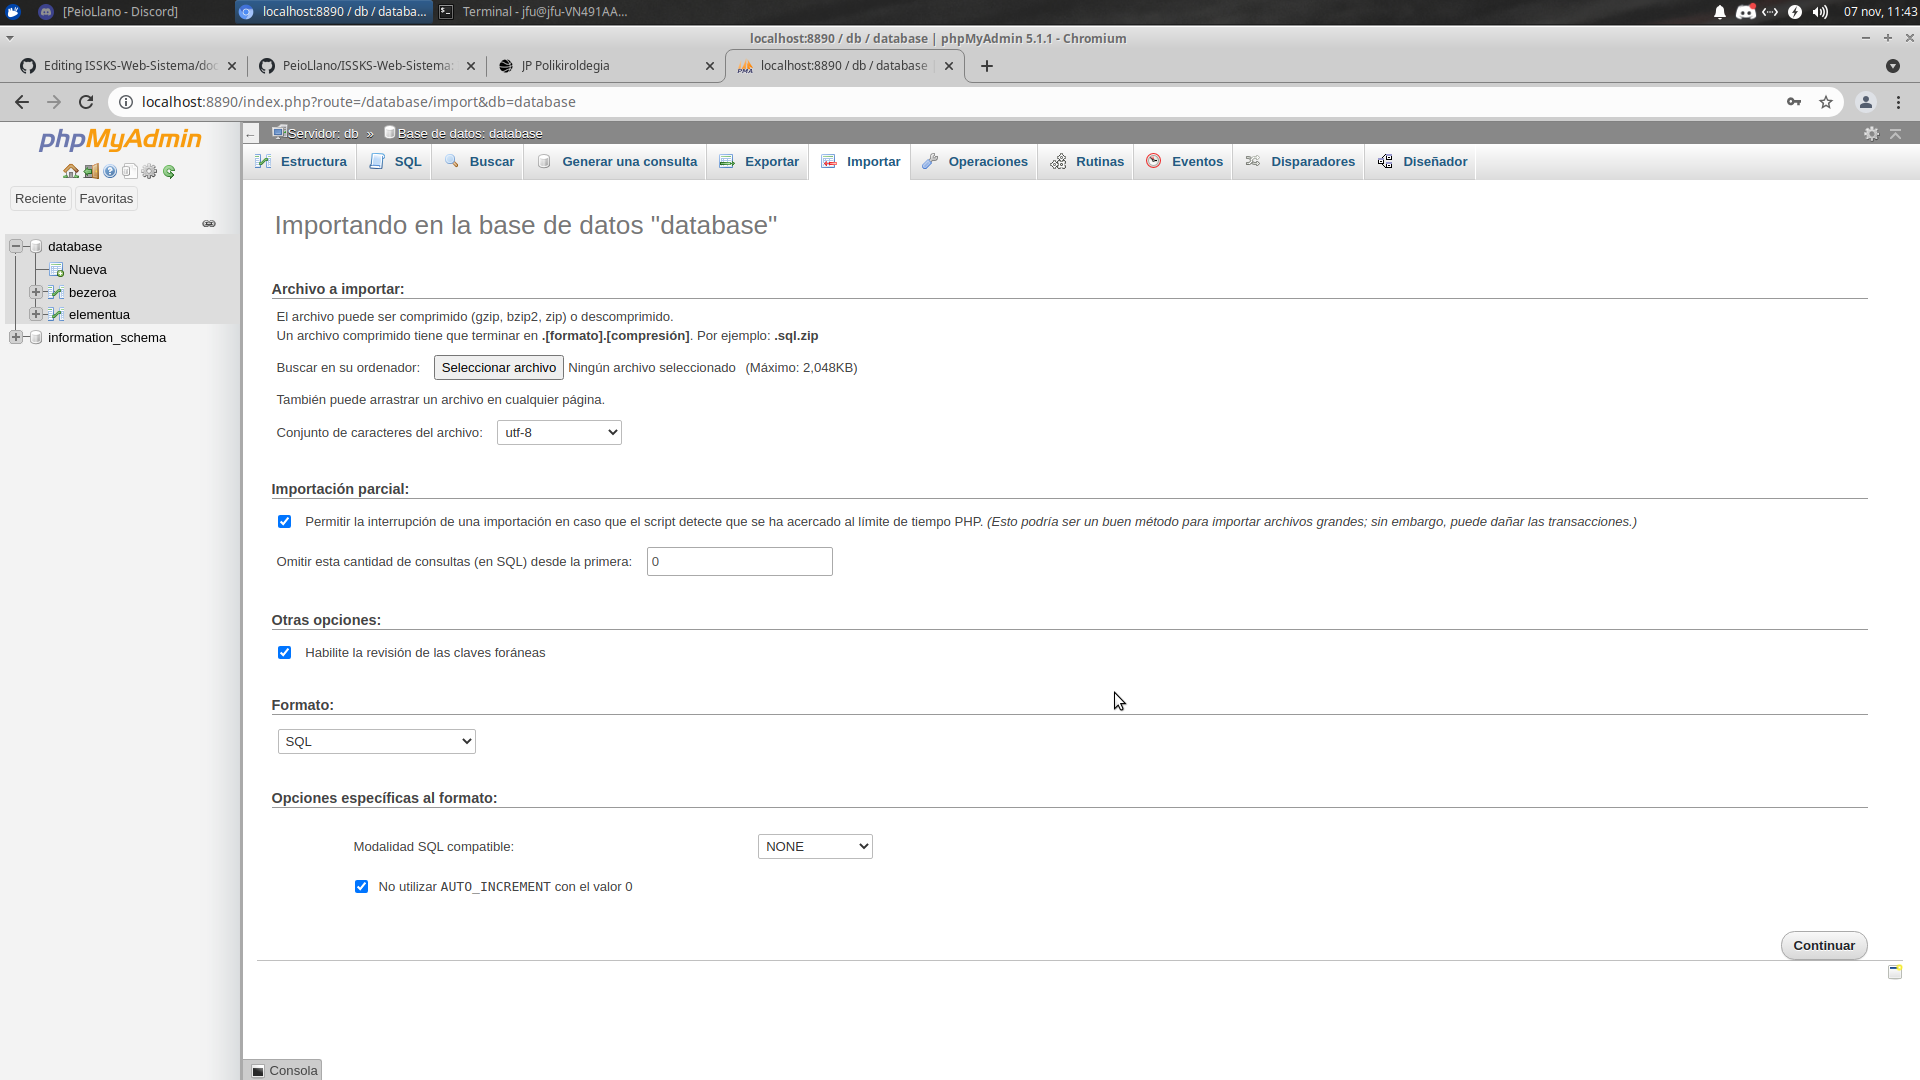 [PeioLlano - Discord]
localhost:8890 / db / databa...
Terminal - jfu@jfu-VN491AA...
07 nov, 11:43
localhost:8890 / db / database | phpMyAdmin 5.1.1 - Chromium
Editing ISSKS-Web-Sistema/doc
PeioLlano/ISSKS-Web-Sistema:
JP Polikiroldegia
localhost:8890 / db / database
localhost:8890/index.php?route=/database/import&db=database
phpMyAdmin
Reciente
Favoritas
database
Nueva
bezeroa
elementua
information_schema
Servidor: db » Base de datos: database
Estructura
SQL
Buscar
Generar una consulta
Exportar
Importar
Operaciones
Rutinas
Eventos
Disparadores
Diseñador
Importando en la base de datos "database"
Archivo a importar:
El archivo puede ser comprimido (gzip, bzip2, zip) o descomprimido.
Un archivo comprimido tiene que terminar en .[formato].[compresión]. Por ejemplo: .sql.zip
Buscar en su ordenador: Seleccionar archivo Ningún archivo seleccionado (Máximo: 2,048KB)
También puede arrastrar un archivo en cualquier página.
Conjunto de caracteres del archivo: utf-8
Importación parcial:
Permitir la interrupción de una importación en caso que el script detecte que se ha acercado al límite de tiempo PHP. (Esto podría ser un buen método para importar archivos grandes; sin embargo, puede dañar las transacciones.)
Omitir esta cantidad de consultas (en SQL) desde la primera: 0
Otras opciones:
Habilite la revisión de las claves foráneas
Formato:
SQL
Opciones específicas al formato:
Modalidad SQL compatible: NONE
No utilizar AUTO_INCREMENT con el valor 0
Continuar
Consola